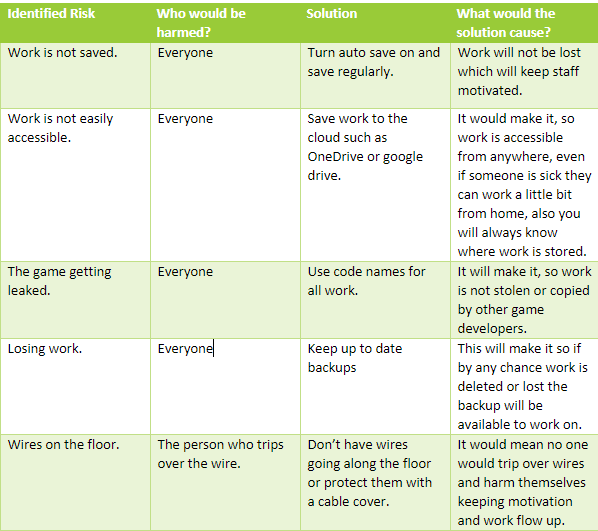 Identified Risk
Who would be
harmed?
Solution
What would the
solution cause?
Work is not saved.
Everyone
Turn auto save on and
save regularly.
Work will not be lost
which will keep staff
motivated.
Work is not easily
accessible.
Everyone
Save work to the
cloud such as
OneDrive or google
drive.
It would make it, so
work is accessible
from anywhere, even
if someone is sick they
can work a little bit
from home, also you
will always know
where work is stored.
The game getting
leaked.
Everyone
Use code names for
all work.
It will make it, so work
is not stolen or copied
by other game
developers.
Losing work.
Everyone
Keep up to date
backups
This will make it so if
by any chance work is
deleted or lost the
backup will be
available to work on.
Wires on the floor.
The person who trips
over the wire.
Don’t have wires
going along the floor
or protect them with
a cable cover.
It would mean no one
would trip over wires
and harm themselves
keeping motivation
and work flow up.